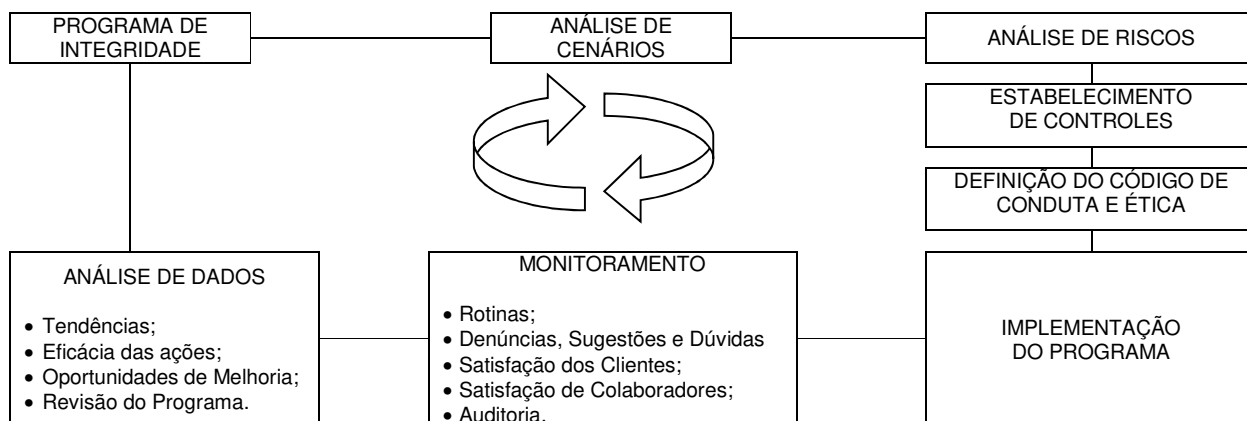 PROGRAMA DE
INTEGRIDADE
ANÁLISE DE
CENÁRIOS
ANÁLISE DE RISCOS
ESTABELECIMENTO
DE CONTROLES
DEFINIÇÃO DO CÓDIGO DE
CONDUTA E ÉTICA
ANÁLISE DE DADOS
• Tendências;
• Eficácia das ações;
• Oportunidades de Melhoria;
• Revisão do Programa.
MONITORAMENTO
• Rotinas;
• Denúncias, Sugestões e Dúvidas
• Satisfação dos Clientes;
• Satisfação de Colaboradores;
• Auditoria.
IMPLEMENTAÇÃO
DO PROGRAMA